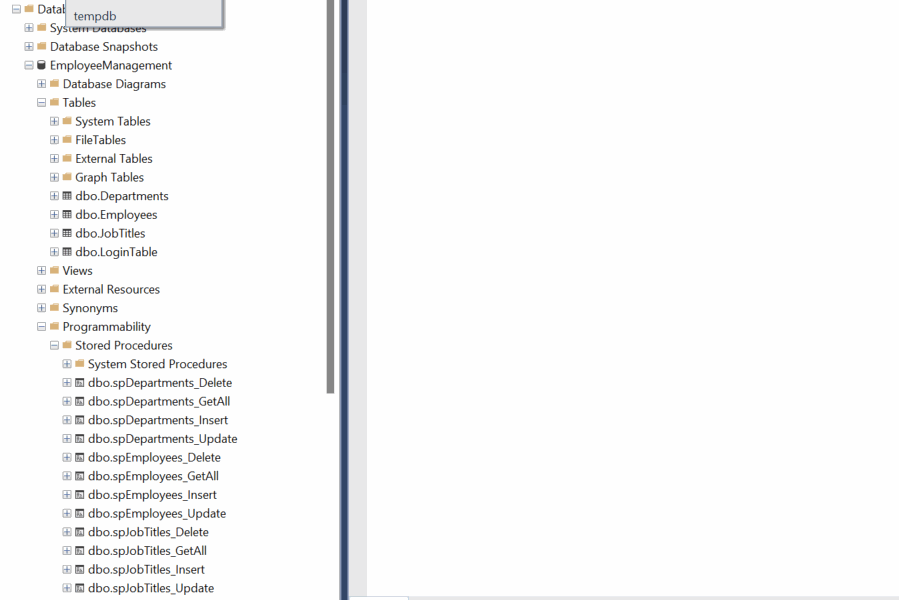 Datab
tempdb
System Databases
Database Snapshots
EmployeeManagement
Database Diagrams
Tables
System Tables
FileTables
External Tables
Graph Tables
dbo.Departments
dbo.Employees
dbo.JobTitles
dbo.LoginTable
Views
External Resources
Synonyms
Programmability
Stored Procedures
System Stored Procedures
dbo.spDepartments_Delete
dbo.spDepartments_GetAll
dbo.spDepartments_Insert
dbo.spDepartments_Update
dbo.spEmployees_Delete
dbo.spEmployees_GetAll
dbo.spEmployees_Insert
dbo.spEmployees_Update
dbo.spJobTitles_Delete
dbo.spJobTitles_GetAll
dbo.spJobTitles_Insert
dbo.spJobTitles_Update